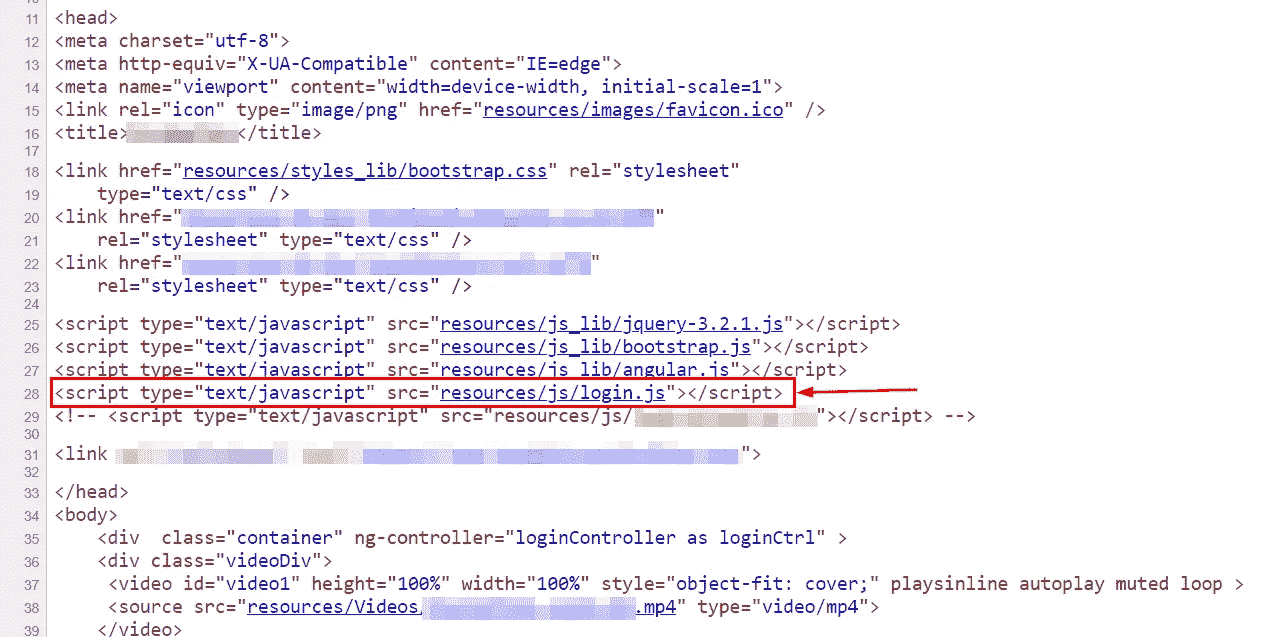 11 <head>
12 <meta charset="utf-8">
13 <meta http-equiv="X-UA-Compatible" content="IE=edge">
14 <meta name="viewport" content="width=device-width, initial-scale=1">
15 <link rel="icon" type="image/png" href="resources/images/favicon.ico" />
16 <title></title>
17
18 <link href="resources/styles_lib/bootstrap.css" rel="stylesheet"
19 type="text/css" />
20 <link href=""
21 rel="stylesheet" type="text/css" />
22 <link href=""
23 rel="stylesheet" type="text/css" />
24
25 <script type="text/javascript" src="resources/js_lib/jquery-3.2.1.js"></script>
26 <script type="text/javascript" src="resources/js_lib/bootstrap.js"></script>
27 <script type="text/javascript" src="resources/js_lib/angular.js"></script>
28 <script type="text/javascript" src="resources/js/login.js"></script>
29 <!-- <script type="text/javascript" src="resources/js/"></script> -->
30
31 <link ">
32
33 </head>
34 <body>
35 <div  class="container" ng-controller="loginController as loginCtrl" >
36 <div class="videoDiv">
37 <video id="video1" height="100%" width="100%" style="object-fit: cover;" playsinline autoplay muted loop >
38 <source src="resources/Videos/.mp4" type="video/mp4">
39 </video>